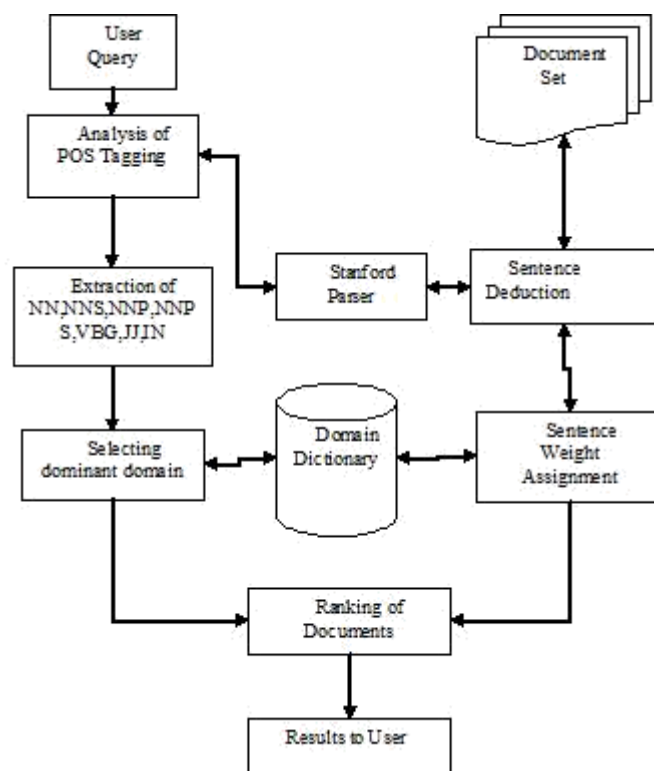 User
Query
Document
Set
Analysis of
POS Tagging
Stanford
Parser
Sentence
Deduction
Extraction of
NN,NNS,NNP,NNP
S,VBG,JJ,IN
Selecting
dominant domain
Domain
Dictionary
Sentence
Weight
Assignment
Ranking of
Documents
Results to User